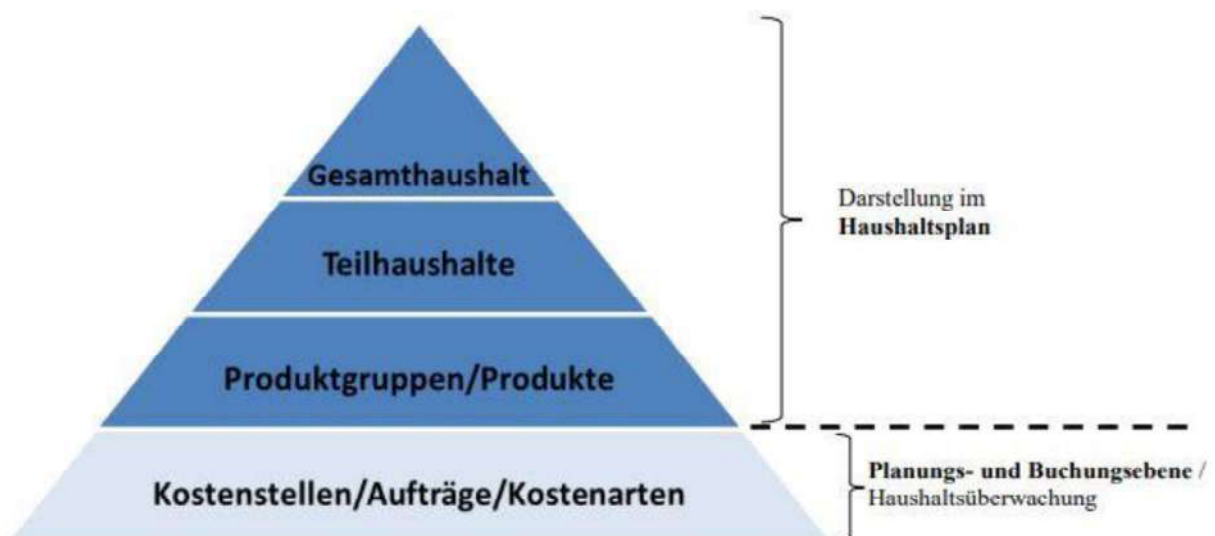 Gesamthaushalt
Darstellung im
Haushaltsplan
Teilhaushalte
Produktgruppen/Produkte
Kostenstellen/Aufträge/Kostenarten
Planungs- und Buchungsebene /
Haushaltsüberwachung